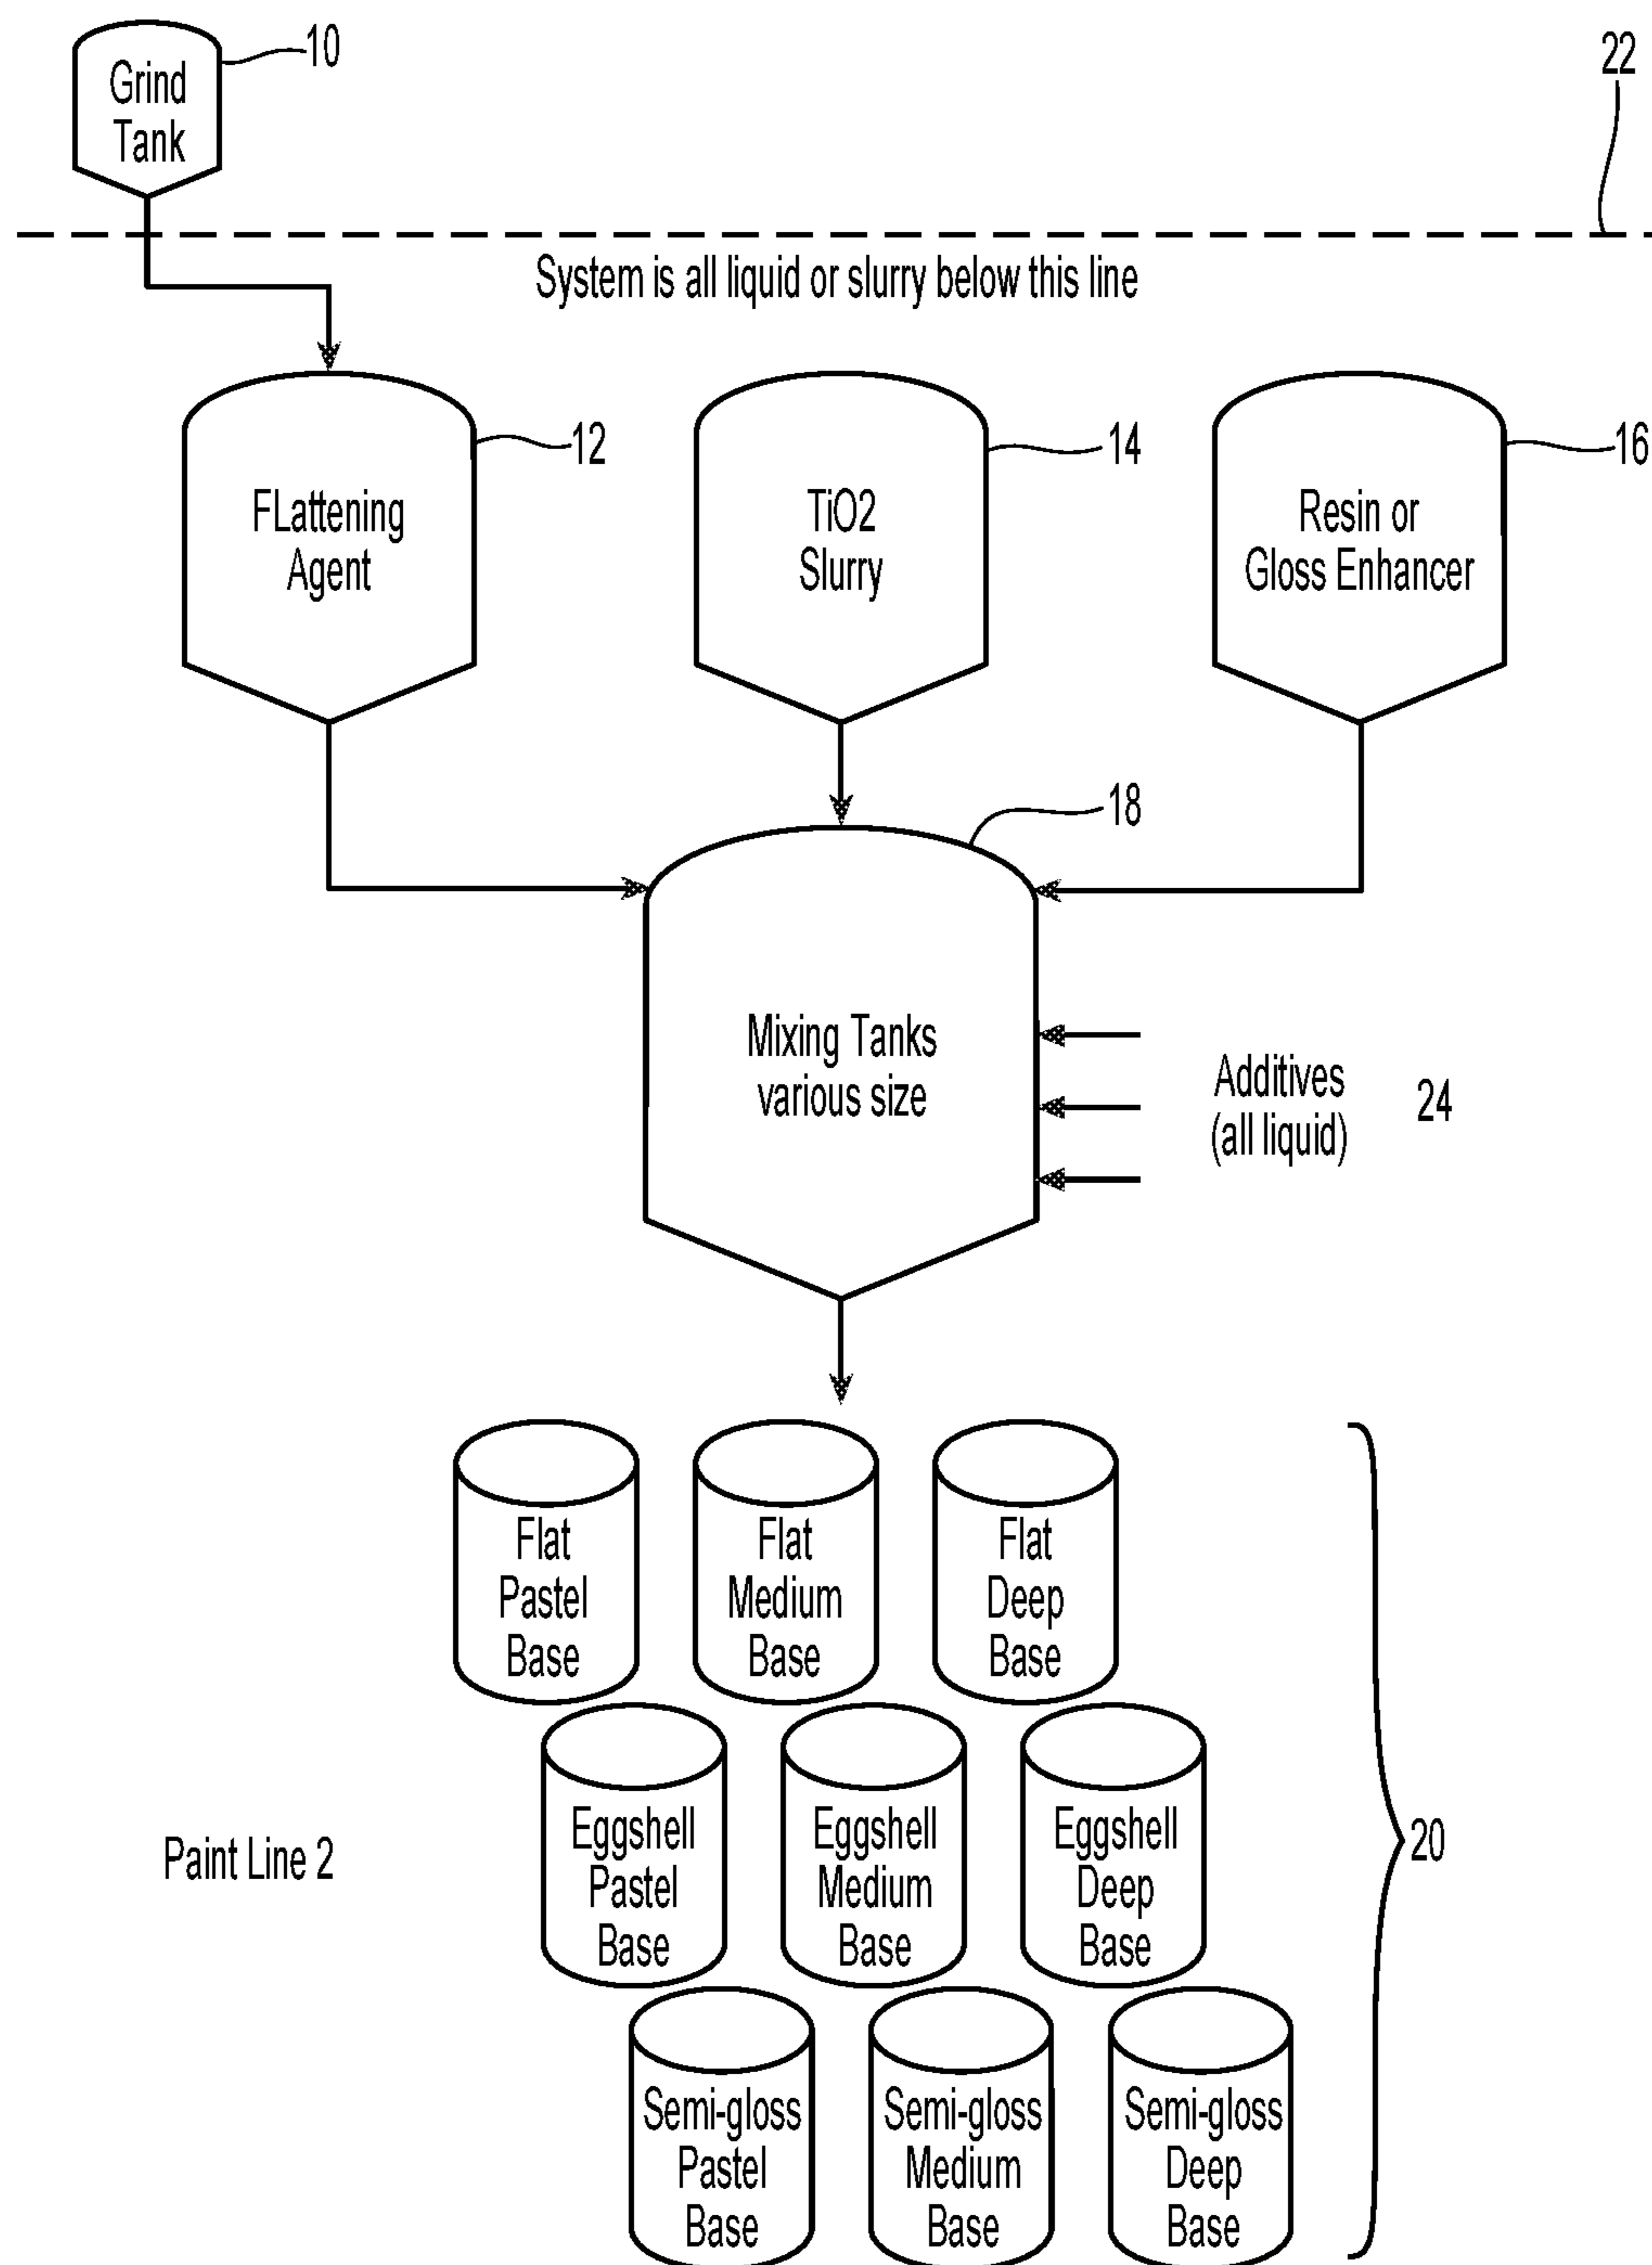 Grind
Tank
10
22
System is all liquid or slurry below this line
FLattening
Agent
12
TiO2
Slurry
14
Resin or
Gloss Enhancer
16
18
Mixing Tanks
various size
Additives
(all liquid)
24
Flat
Pastel
Base
Flat
Medium
Base
Flat
Deep
Base
Paint Line 2
Eggshell
Pastel
Base
Eggshell
Medium
Base
Eggshell
Deep
Base
20
Semi-gloss
Pastel
Base
Semi-gloss
Medium
Base
Semi-gloss
Deep
Base